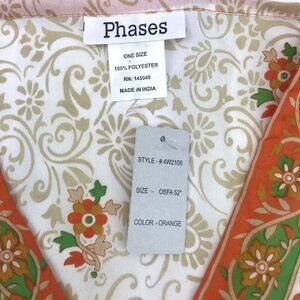 Phases
ONE SIZE
100% POLYESTER
RN: 145040
MADE IN INDIA
STYLE - # 4W2105
SIZE - OSFA 52"
COLOR - ORANGE